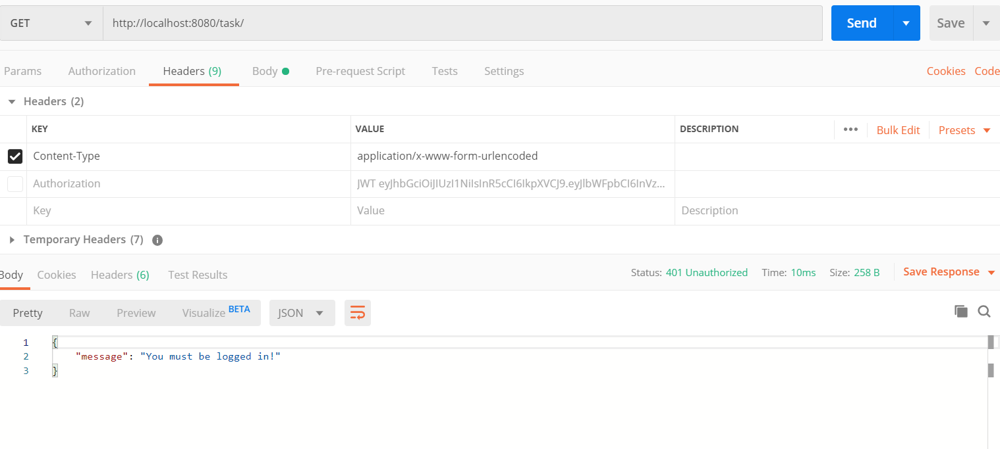 GET http://localhost:8080/task/ Send Save
Params Authorization Headers (9) Body Pre-request Script Tests Settings Cookies Code
Headers (2)
KEY VALUE DESCRIPTION ••• Bulk Edit Presets
Content-Type application/x-www-form-urlencoded
Authorization JWT eyJhbGciOiJIUzI1NiIsInR5cCI6IkpXVCJ9.eyJlbWFpbCI6InVz...
Key Value Description
Temporary Headers (7) i
Body Cookies Headers (6) Test Results Status: 401 Unauthorized Time: 10ms Size: 258 B Save Response
Pretty Raw Preview Visualize BETA JSON
1 {
2 "message": "You must be logged in!"
3 }